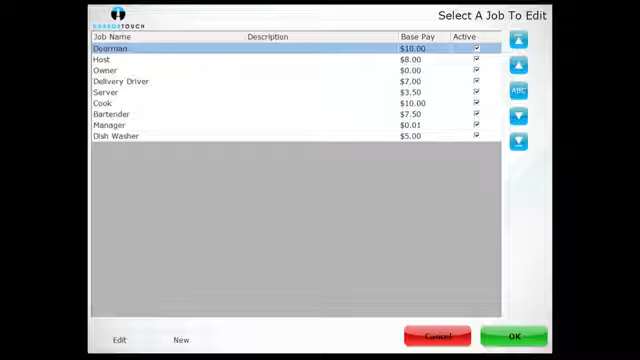 Select A Job To Edit
Job Name Description Base Pay Active
Doorman $10.00
Host $8.00
Owner $0.00
Delivery Driver $7.00
Server $3.50
Cook $10.00
Bartender $7.50
Manager $0.01
Dish Washer $5.00
ABC
Edit New Cancel OK